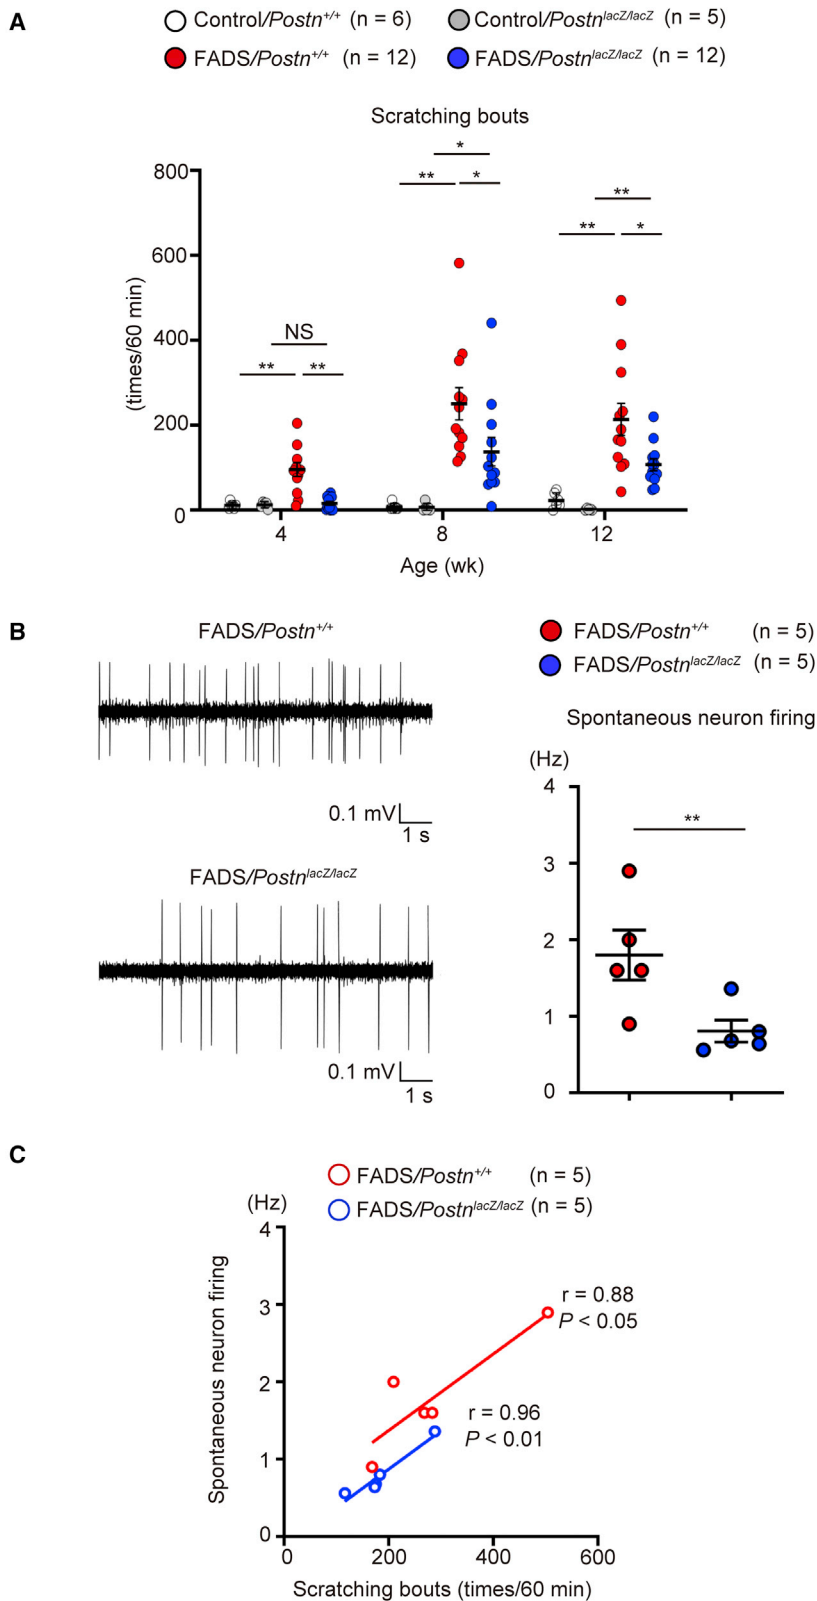 A
Control/Postn+/+ (n = 6) Control/PostnlacZ/lacZ (n = 5)
FADS/Postn+/+ (n = 12) FADS/PostnlacZ/lacZ (n = 12)
Scratching bouts
(times/60 min)
800
600
400
200
0
NS
**
**
**
*
*
**
**
*
4 8 12
Age (wk)
B
FADS/Postn+/+
0.1 mV
1 s
FADS/PostnlacZ/lacZ
0.1 mV
1 s
FADS/Postn+/+ (n = 5)
FADS/PostnlacZ/lacZ (n = 5)
Spontaneous neuron firing
(Hz)
4
3
2
1
0
**
C
FADS/Postn+/+ (n = 5)
FADS/PostnlacZ/lacZ (n = 5)
(Hz)
Spontaneous neuron firing
4
3
2
1
0
r = 0.88
P < 0.05
r = 0.96
P < 0.01
0 200 400 600
Scratching bouts (times/60 min)